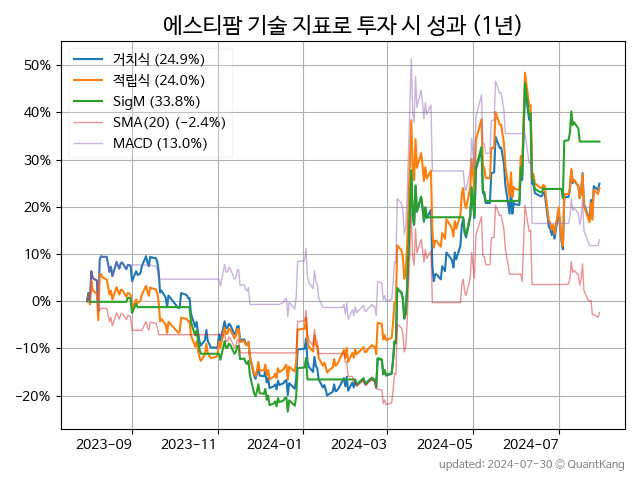 에스티팜 기술 지표로 투자 시 성과 (1년)
거치식 (24.9%)
적립식 (24.0%)
SigM (33.8%)
SMA(20) (−2.4%)
MACD (13.0%)
50%
40%
30%
20%
10%
0%
−10%
−20%
2023-09 2023-11 2024-01 2024-03 2024-05 2024-07
updated: 2024-07-30 © QuantKang